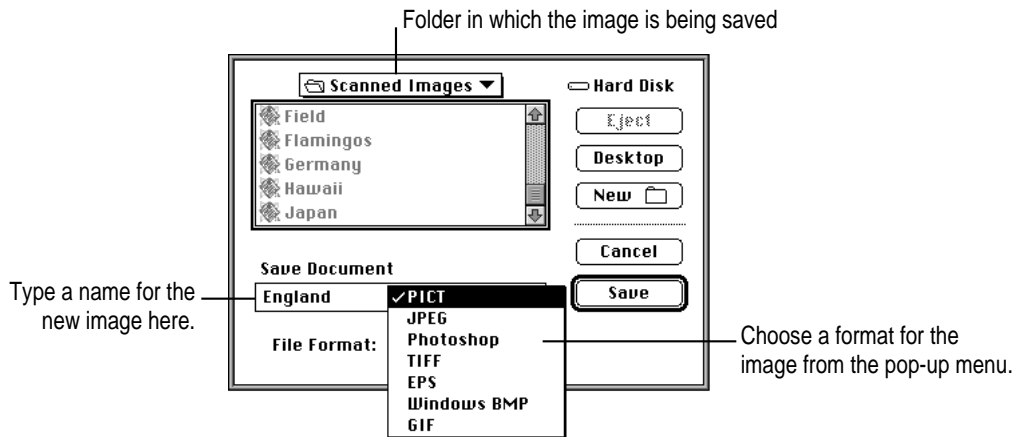 Folder in which the image is being saved
Scanned Images
Hard Disk
Field
Flamingos
Germany
Hawaii
Japan
Eject
Desktop
New
Cancel
Save
Save Document
England
Type a name for the
new image here.
File Format:
✓PICT
JPEG
Photoshop
TIFF
EPS
Windows BMP
GIF
Choose a format for the
image from the pop-up menu.